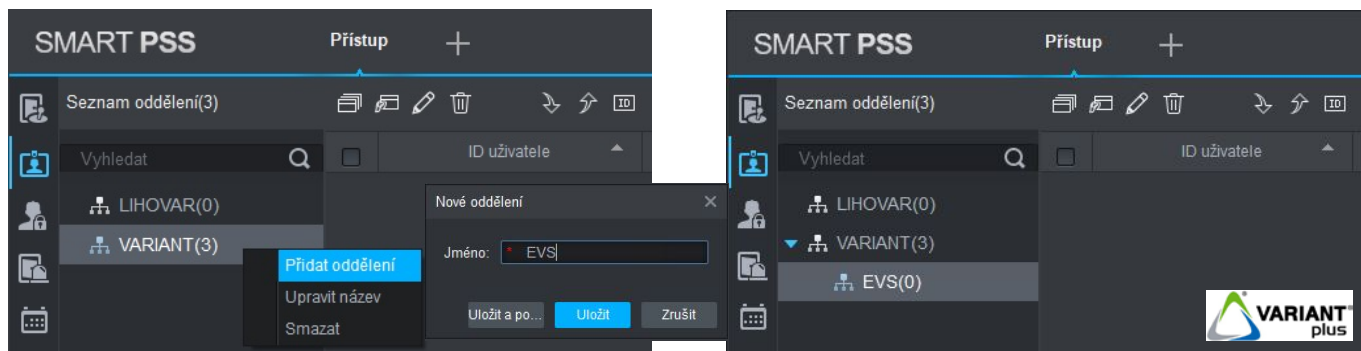 SMART PSS
Přístup
Seznam oddělení(3)
ID
Vyhledat
ID uživatele
LIHOVAR(0)
VARIANT(3)
Přidat oddělení
Upravit název
Smazat
Nové oddělení
Jméno: * EVS
Uložit a po...
Uložit
Zrušit
SMART PSS
Přístup
Seznam oddělení(3)
ID
Vyhledat
ID uživatele
LIHOVAR(0)
VARIANT(3)
EVS(0)
VARIANT
plus